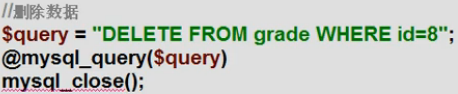 //删除数据
$query = "DELETE FROM grade WHERE id=8";
@mysql_query($query)
mysql_close();